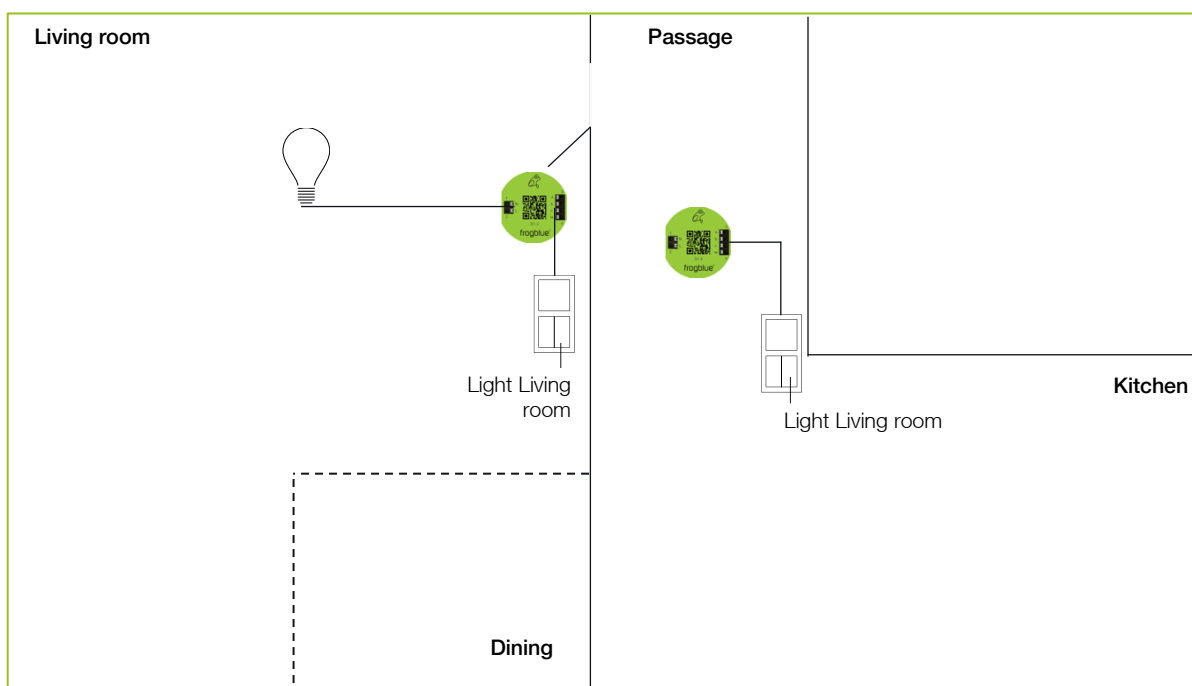 Living room
Passage
frogblue
frogblue
Light Living
room
Kitchen
Light Living room
Dining